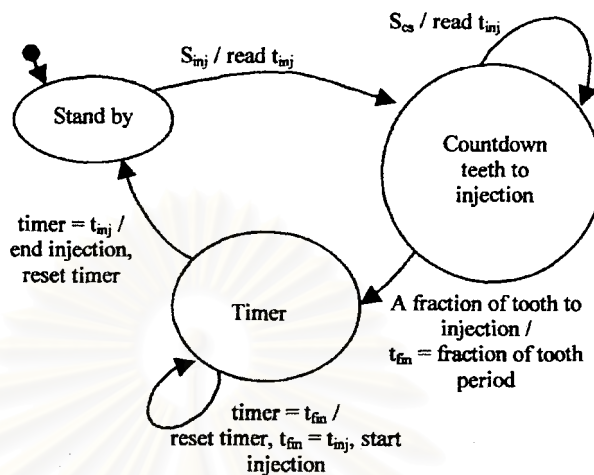 S_cs / read t_inj
S_inj / read t_inj
Stand by
Countdown
teeth to
injection
timer = t_inj /
end injection,
reset timer
Timer
A fraction of tooth to
injection /
t_fin = fraction of tooth
period
timer = t_fin /
reset timer, t_fin = t_inj, start
injection